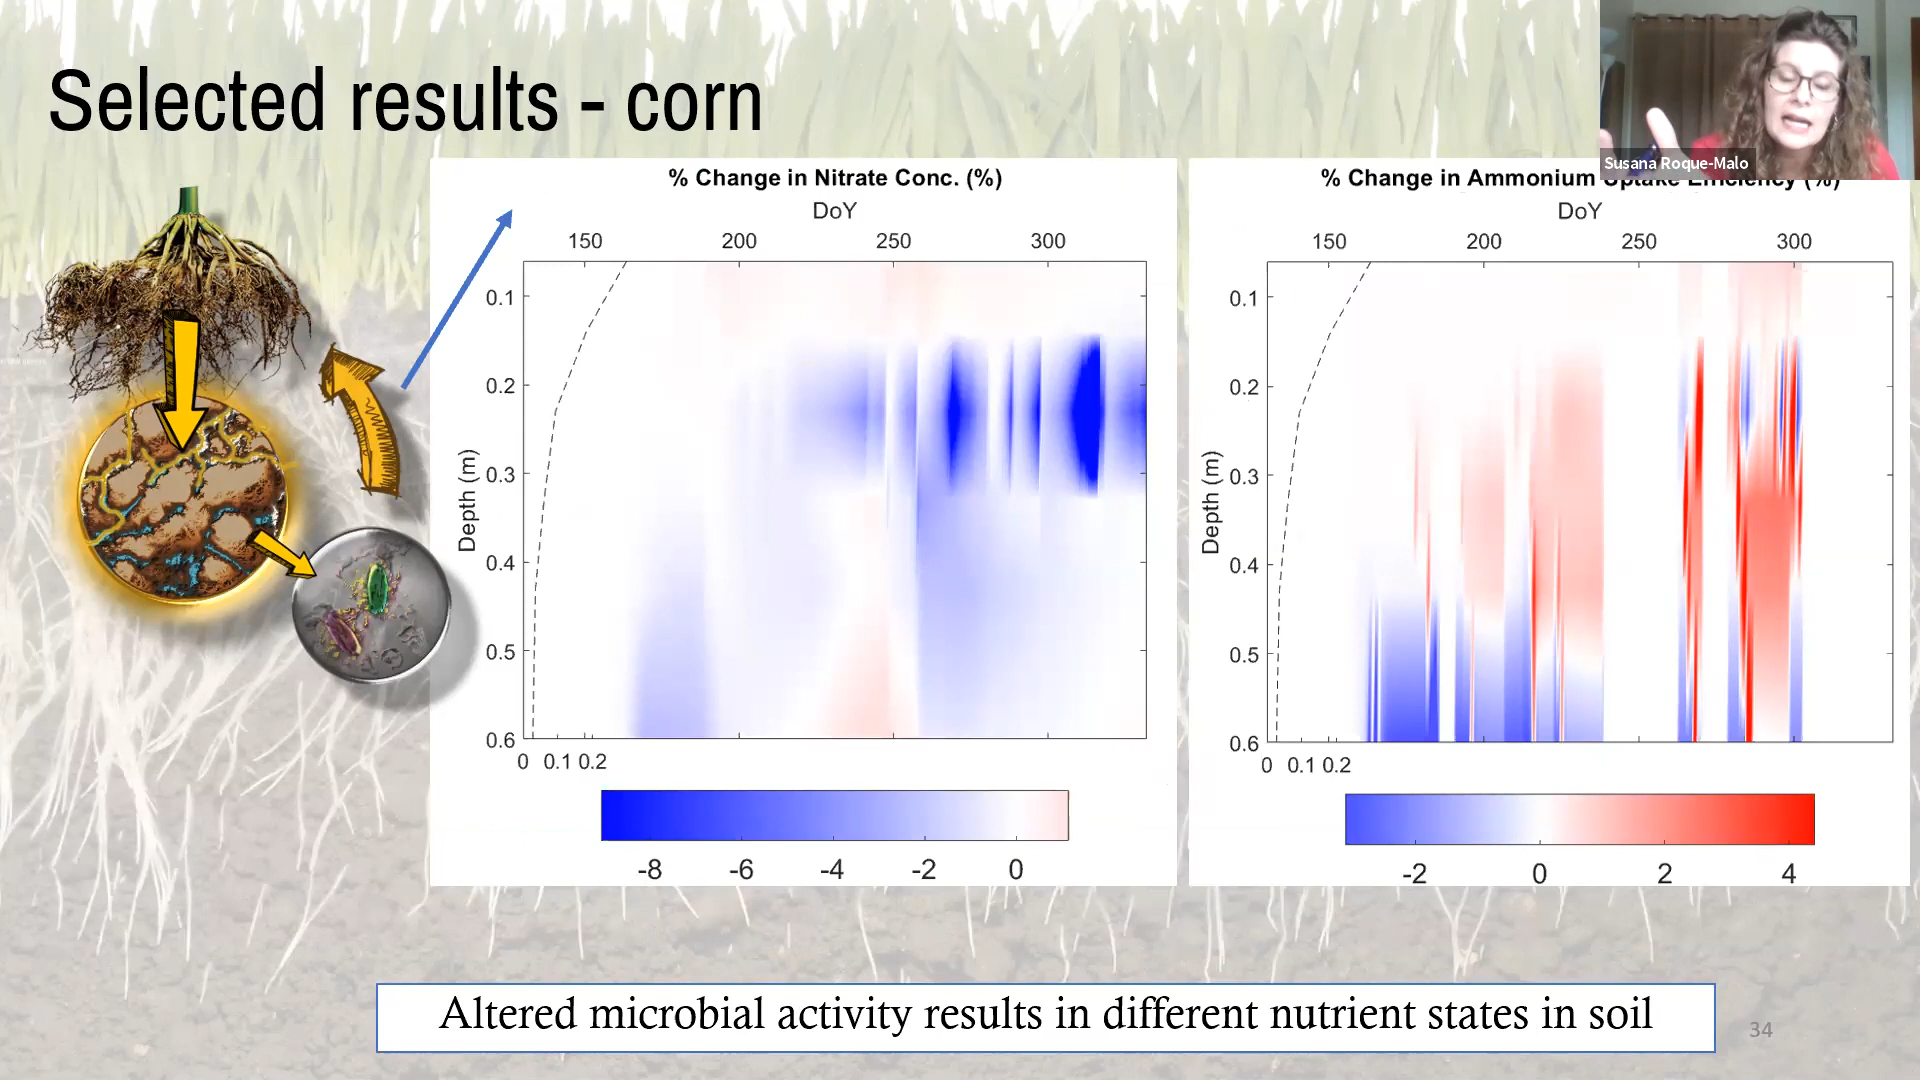 Selected results - corn
Susana Roque-Malo
% Change in Nitrate Conc. (%)
DoY
150 200 250 300
0.1
0.2
0.3
0.4
0.5
0.6
Depth (m)
0 0.1 0.2
-8 -6 -4 -2 0
% Change in Ammonium Uptake Efficiency (%)
DoY
150 200 250 300
0.1
0.2
0.3
0.4
0.5
0.6
Depth (m)
0 0.1 0.2
-2 0 2 4
Altered microbial activity results in different nutrient states in soil
34